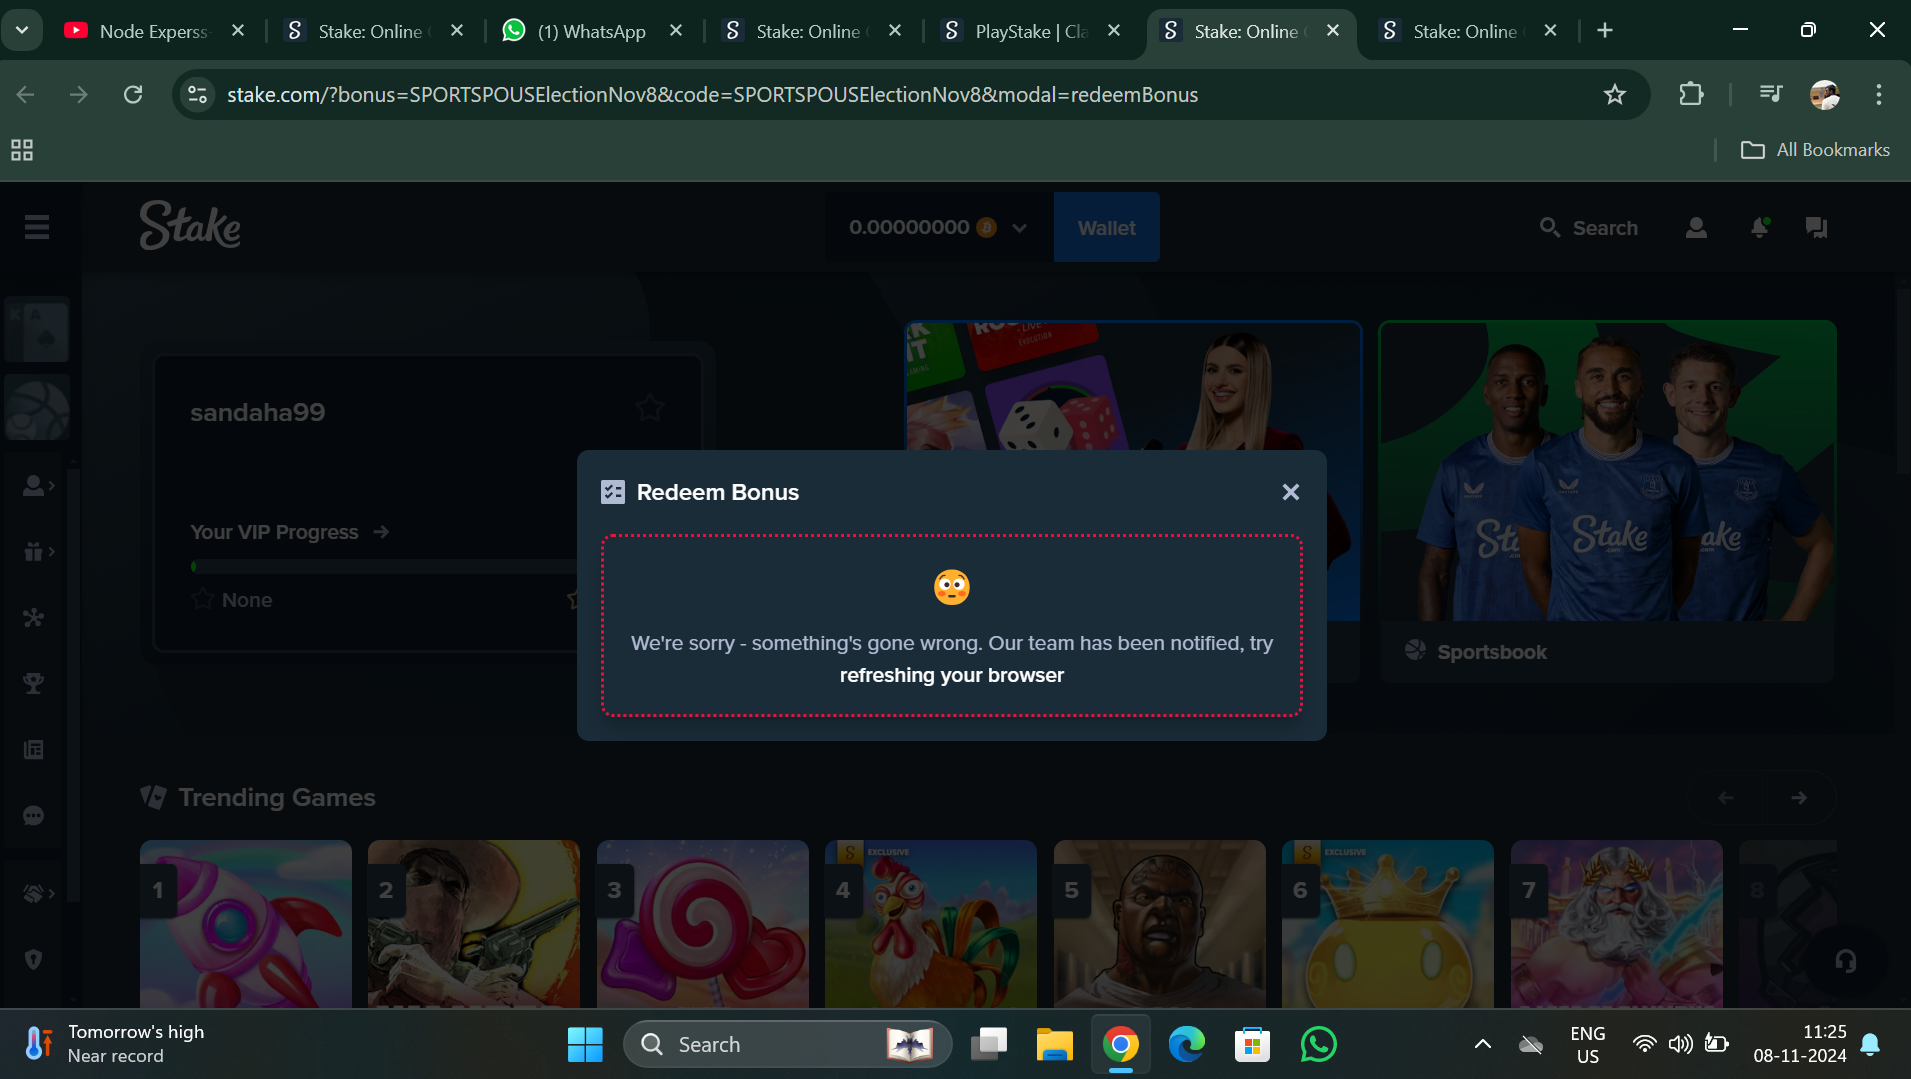 Node Experss
Stake: Online
(1) WhatsApp
Stake: Online
PlayStake | Cla
Stake: Online
Stake: Online
stake.com/?bonus=SPORTSPOUSElectionNov8&code=SPORTSPOUSElectionNov8&modal=redeemBonus
All Bookmarks
Stake
0.00000000
Wallet
Search
sandaha99
Your VIP Progress
None
Redeem Bonus
We're sorry - something's gone wrong. Our team has been notified, try
refreshing your browser
Stake
Sportsbook
Trending Games
1
2
3
4
EXCLUSIVE
5
6
EXCLUSIVE
7
8
Tomorrow's high
Near record
Search
ENG
US
11:25
08-11-2024